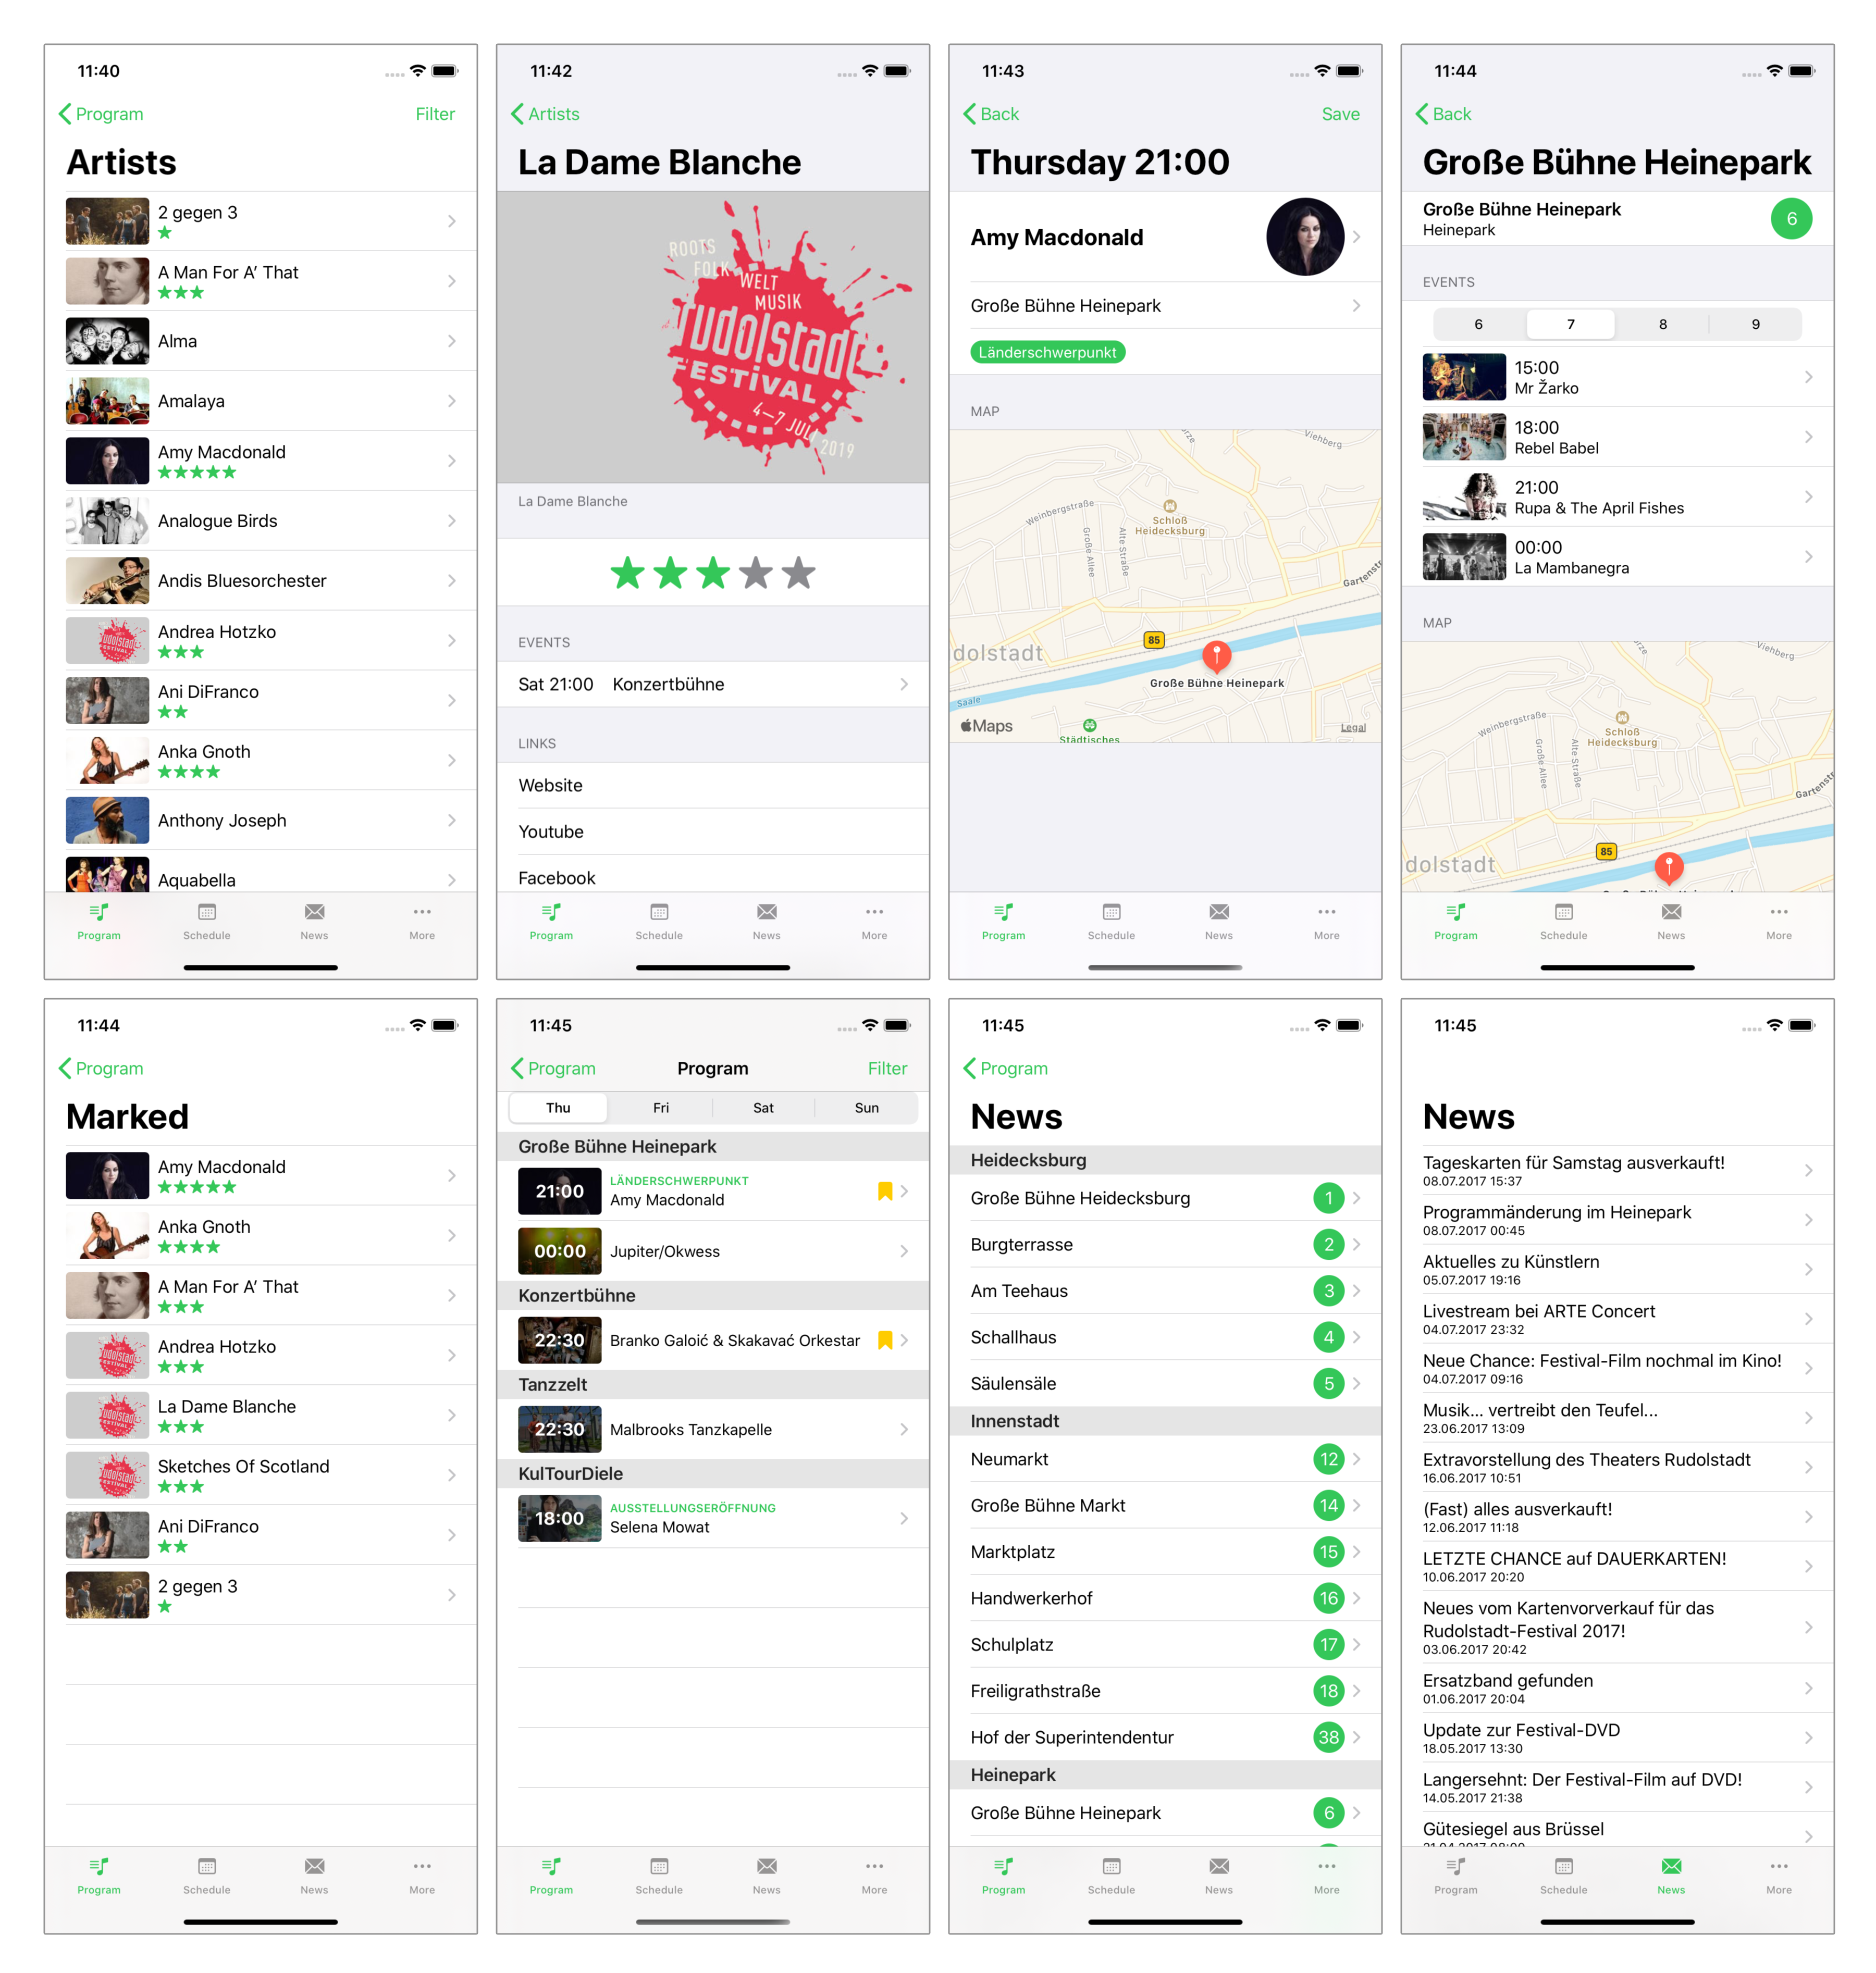 11:40
Program
Filter
Artists
2 gegen 3
A Man For A′ That
Alma
Amalaya
Amy Macdonald
Analogue Birds
Andis Bluesorchester
Andrea Hotzko
Ani DiFranco
Anka Gnoth
Anthony Joseph
Aquabella
Program
Schedule
News
More
11:42
Artists
La Dame Blanche
ROOTS
FOLK
WELT
MUSIK
rudolstadt
FESTIVAL
4–7 JULI 2019
La Dame Blanche
EVENTS
Sat 21:00 Konzertbühne
LINKS
Website
Youtube
Facebook
Program
Schedule
News
More
11:43
Back
Save
Thursday 21:00
Amy Macdonald
Große Bühne Heinepark
Länderschwerpunkt
MAP
Viehberg
Weinbergstraße
Schloß
Heidecksburg
Große Allee
Alte Straße
Gartenstr
85
dolstadt
Große Bühne Heinepark
Saale
Maps
Legal
Städtisches
Program
Schedule
News
More
11:44
Back
Große Bühne Heinepark
Große Bühne Heinepark
Heinepark
6
EVENTS
6 7 8 9
15:00
Mr Žarko
18:00
Rebel Babel
21:00
Rupa & The April Fishes
00:00
La Mambanegra
MAP
Viehberg
Weinbergstraße
Schloß
Heidecksburg
Große Allee
Alte Straße
Gartenstr
85
dolstadt
Program
Schedule
News
More
11:44
Program
Marked
Amy Macdonald
Anka Gnoth
A Man For A′ That
Andrea Hotzko
La Dame Blanche
Sketches Of Scotland
Ani DiFranco
2 gegen 3
Program
Schedule
News
More
11:45
Program
Program
Filter
Thu Fri Sat Sun
Große Bühne Heinepark
21:00
LÄNDERSCHWERPUNKT
Amy Macdonald
00:00 Jupiter/Okwess
Konzertbühne
22:30 Branko Galoić & Skakavać Orkestar
Tanzzelt
22:30 Malbrooks Tanzkapelle
KulTourDiele
18:00
AUSSTELLUNGSERÖFFNUNG
Selena Mowat
Program
Schedule
News
More
11:45
Program
News
Heidecksburg
Große Bühne Heidecksburg 1
Burgterrasse 2
Am Teehaus 3
Schallhaus 4
Säulensäle 5
Innenstadt
Neumarkt 12
Große Bühne Markt 14
Marktplatz 15
Handwerkerhof 16
Schulplatz 17
Freiligrathstraße 18
Hof der Superintendentur 38
Heinepark
Große Bühne Heinepark 6
Program
Schedule
News
More
11:45
News
Tageskarten für Samstag ausverkauft!
08.07.2017 15:37
Programmänderung im Heinepark
08.07.2017 00:45
Aktuelles zu Künstlern
05.07.2017 19:16
Livestream bei ARTE Concert
04.07.2017 23:32
Neue Chance: Festival-Film nochmal im Kino!
04.07.2017 09:16
Musik... vertreibt den Teufel...
23.06.2017 13:09
Extravorstellung des Theaters Rudolstadt
16.06.2017 10:51
(Fast) alles ausverkauft!
12.06.2017 11:18
LETZTE CHANCE auf DAUERKARTEN!
10.06.2017 20:20
Neues vom Kartenvorverkauf für das
Rudolstadt-Festival 2017!
03.06.2017 20:42
Ersatzband gefunden
01.06.2017 20:04
Update zur Festival-DVD
18.05.2017 13:30
Langersehnt: Der Festival-Film auf DVD!
14.05.2017 21:38
Gütesiegel aus Brüssel
Program
Schedule
News
More